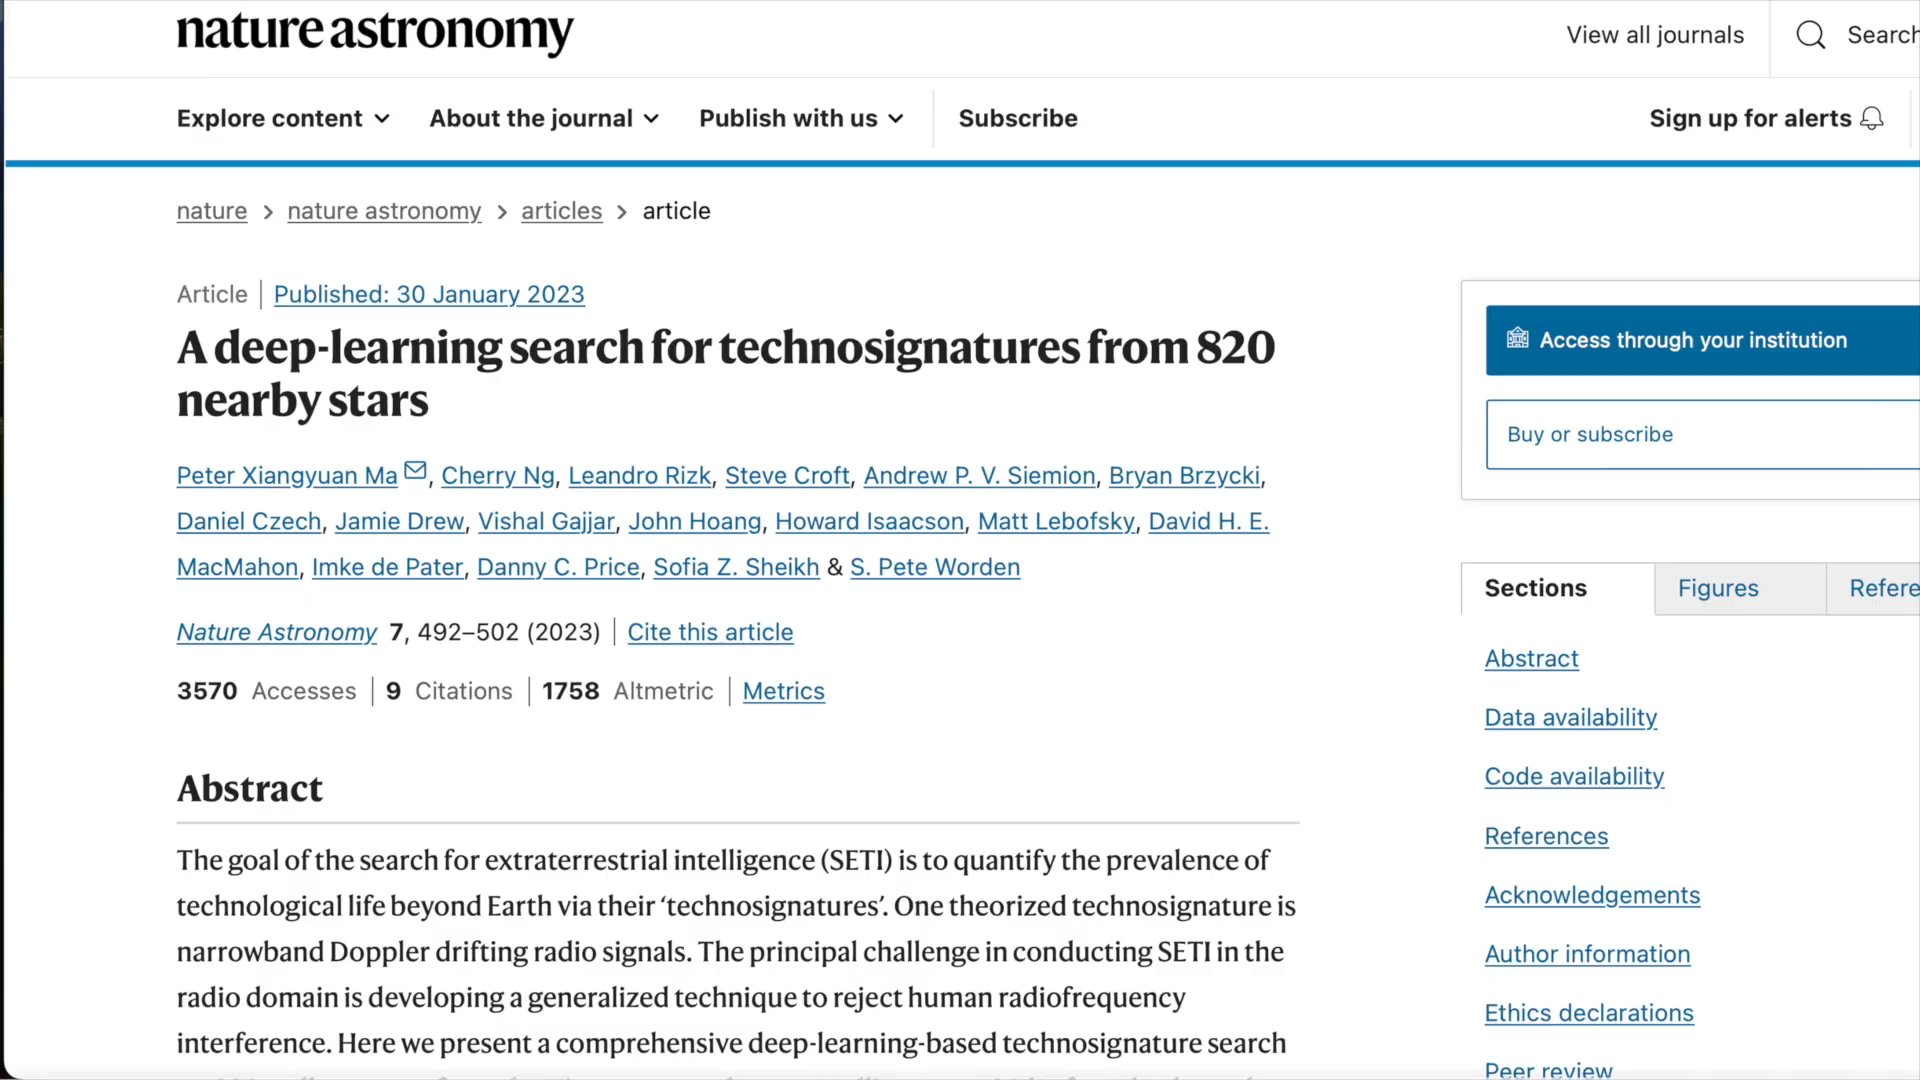 nature astronomy
View all journals
Search
Explore content
About the journal
Publish with us
Subscribe
Sign up for alerts
nature > nature astronomy > articles > article
Article | Published: 30 January 2023
A deep-learning search for technosignatures from 820
nearby stars
Peter Xiangyuan Ma, Cherry Ng, Leandro Rizk, Steve Croft, Andrew P. V. Siemion, Bryan Brzycki,
Daniel Czech, Jamie Drew, Vishal Gajjar, John Hoang, Howard Isaacson, Matt Lebofsky, David H. E.
MacMahon, Imke de Pater, Danny C. Price, Sofia Z. Sheikh & S. Pete Worden
Nature Astronomy 7, 492–502 (2023) | Cite this article
3570 Accesses | 9 Citations | 1758 Altmetric | Metrics
Abstract
The goal of the search for extraterrestrial intelligence (SETI) is to quantify the prevalence of
technological life beyond Earth via their ‘technosignatures’. One theorized technosignature is
narrowband Doppler drifting radio signals. The principal challenge in conducting SETI in the
radio domain is developing a generalized technique to reject human radiofrequency
interference. Here we present a comprehensive deep-learning-based technosignature search
Access through your institution
Buy or subscribe
Sections
Figures
Refere
Abstract
Data availability
Code availability
References
Acknowledgements
Author information
Ethics declarations
Peer review